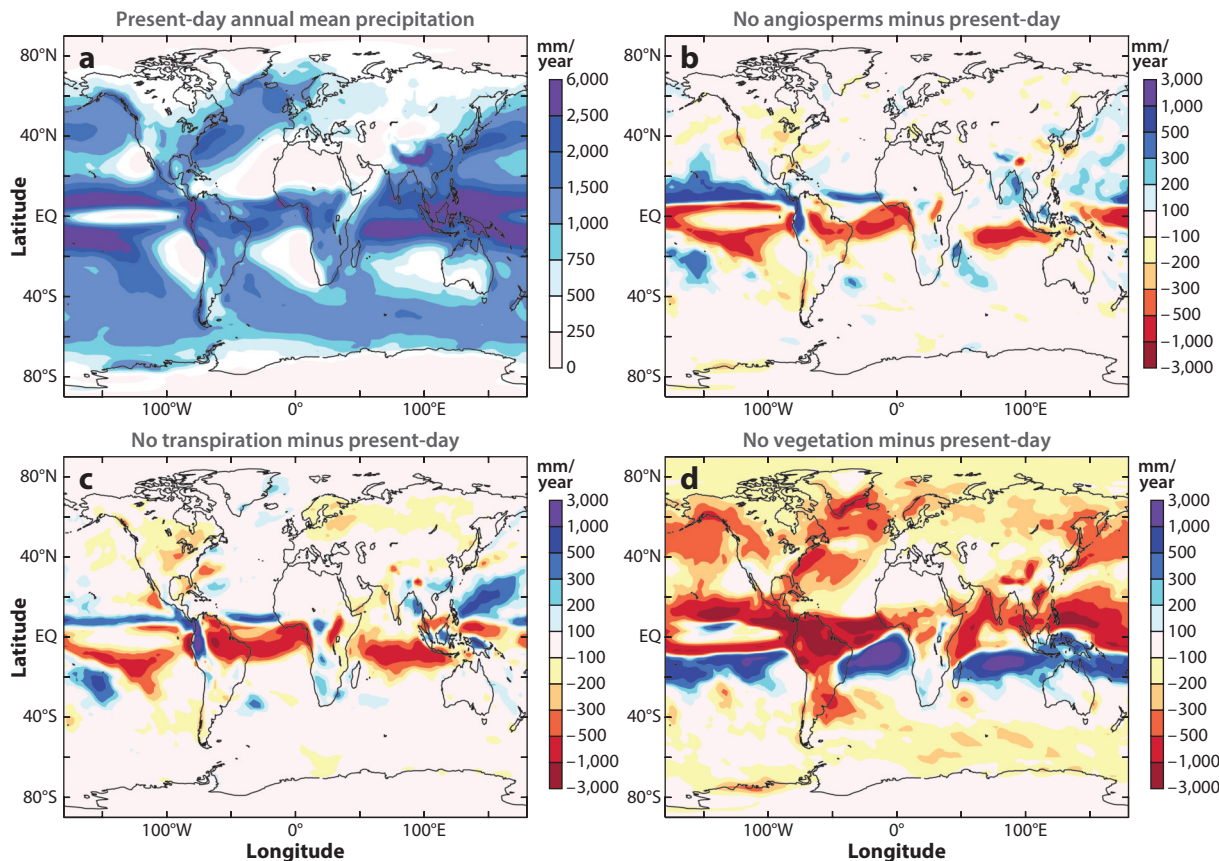 Present-day annual mean precipitation
No angiosperms minus present-day
a
mm/
year
6,000
2,500
2,000
1,500
1,000
750
500
250
0
80°N
40°N
EQ
40°S
80°S
Latitude
100°W
0°
100°E
b
mm/
year
3,000
1,000
500
300
200
100
–100
–200
–300
–500
–1,000
–3,000
80°N
40°N
EQ
40°S
80°S
100°W
0°
100°E
No transpiration minus present-day
No vegetation minus present-day
c
mm/
year
3,000
1,000
500
300
200
100
–100
–200
–300
–500
–1,000
–3,000
80°N
40°N
EQ
40°S
80°S
Latitude
100°W
0°
100°E
Longitude
d
mm/
year
3,000
1,000
500
300
200
100
–100
–200
–300
–500
–1,000
–3,000
80°N
40°N
EQ
40°S
80°S
100°W
0°
100°E
Longitude